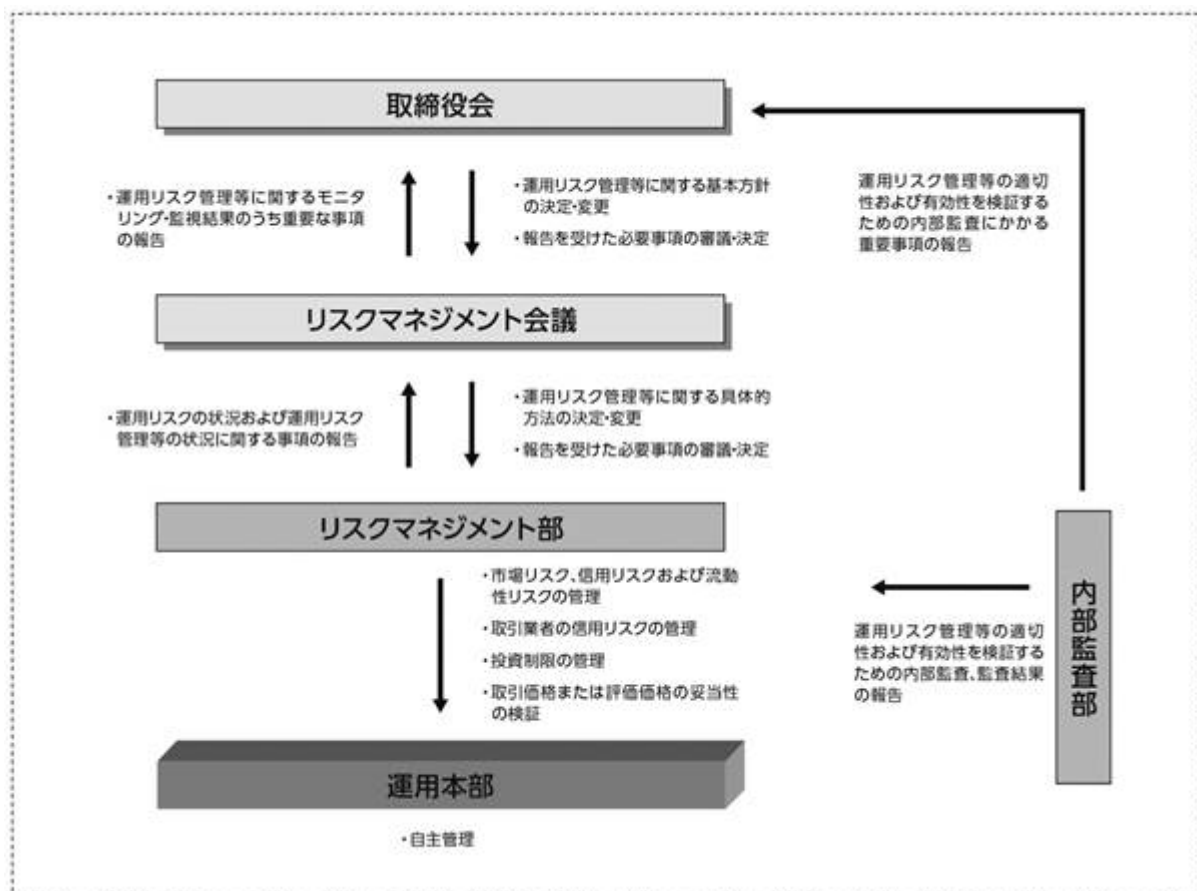 取締役会
・運用リスク管理等に関するモニタ
リング・監視結果のうち重要な事項
の報告
・運用リスク管理等に関する基本方針
の決定・変更
・報告を受けた必要事項の審議・決定
運用リスク管理等の適切
性および有効性を検証する
ための内部監査にかかる
重要事項の報告
リスクマネジメント会議
・運用リスクの状況および運用リスク
管理等の状況に関する事項の報告
・運用リスク管理等に関する具体的
方法の決定・変更
・報告を受けた必要事項の審議・決定
リスクマネジメント部
・市場リスク、信用リスクおよび流動
性リスクの管理
・取引業者の信用リスクの管理
・投資制限の管理
・取引価格または評価価格の妥当性
の検証
運用リスク管理等の適切
性および有効性を検証する
ための内部監査、監査結果
の報告
内部監査部
運用本部
・自主管理